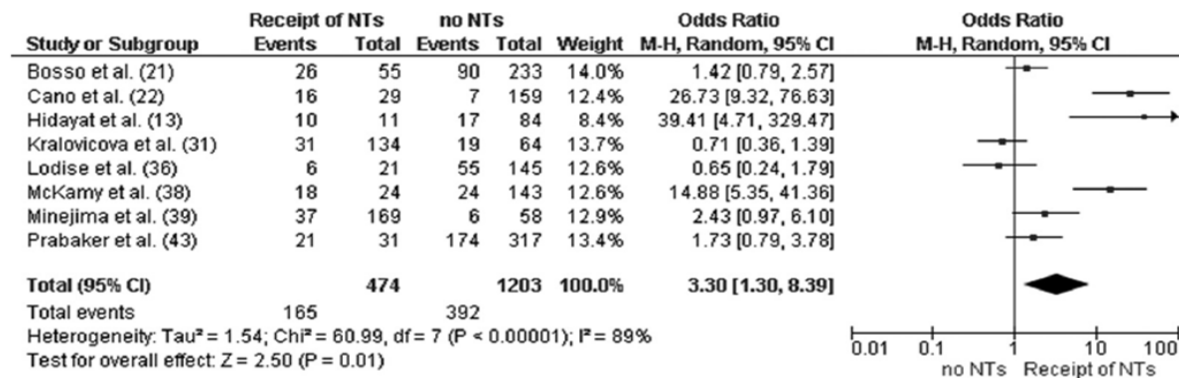 Receipt of NTs no NTs Odds Ratio Odds Ratio
Study or Subgroup Events Total Events Total Weight M-H, Random, 95% CI M-H, Random, 95% CI
Bosso et al. (21) 26 55 90 233 14.0% 1.42 [0.79, 2.57]
Cano et al. (22) 16 29 7 159 12.4% 26.73 [9.32, 76.63]
Hidayat et al. (13) 10 11 17 84 8.4% 39.41 [4.71, 329.47]
Kralovicova et al. (31) 31 134 19 64 13.7% 0.71 [0.36, 1.39]
Lodise et al. (36) 6 21 55 145 12.6% 0.65 [0.24, 1.79]
McKamy et al. (38) 18 24 24 143 12.6% 14.88 [5.35, 41.36]
Minejima et al. (39) 37 169 6 58 12.9% 2.43 [0.97, 6.10]
Prabaker et al. (43) 21 31 174 317 13.4% 1.73 [0.79, 3.78]
Total (95% CI) 474 1203 100.0% 3.30 [1.30, 8.39]
Total events 165 392
Heterogeneity: Tau² = 1.54; Chi² = 60.99, df = 7 (P < 0.00001); I² = 89%
Test for overall effect: Z = 2.50 (P = 0.01)
0.01 0.1 1 10 100
no NTs Receipt of NTs